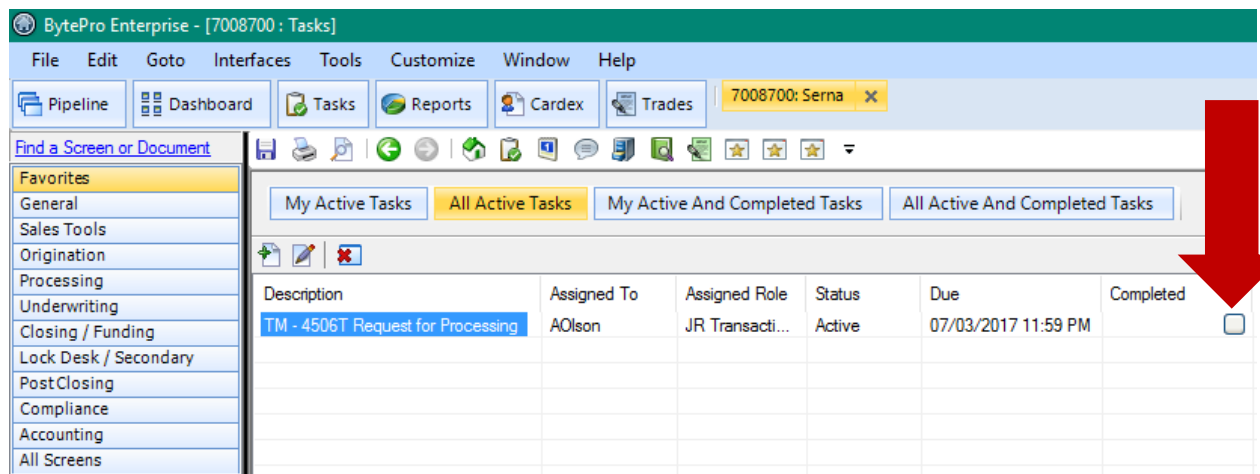 BytePro Enterprise - [7008700 : Tasks]
File Edit Goto Interfaces Tools Customize Window Help
Pipeline Dashboard Tasks Reports Cardex Trades 7008700: Serna
Find a Screen or Document
Favorites
General
Sales Tools
Origination
Processing
Underwriting
Closing / Funding
Lock Desk / Secondary
PostClosing
Compliance
Accounting
All Screens
My Active Tasks All Active Tasks My Active And Completed Tasks All Active And Completed Tasks
Description Assigned To Assigned Role Status Due Completed
TM - 4506T Request for Processing AOlson JR Transacti... Active 07/03/2017 11:59 PM